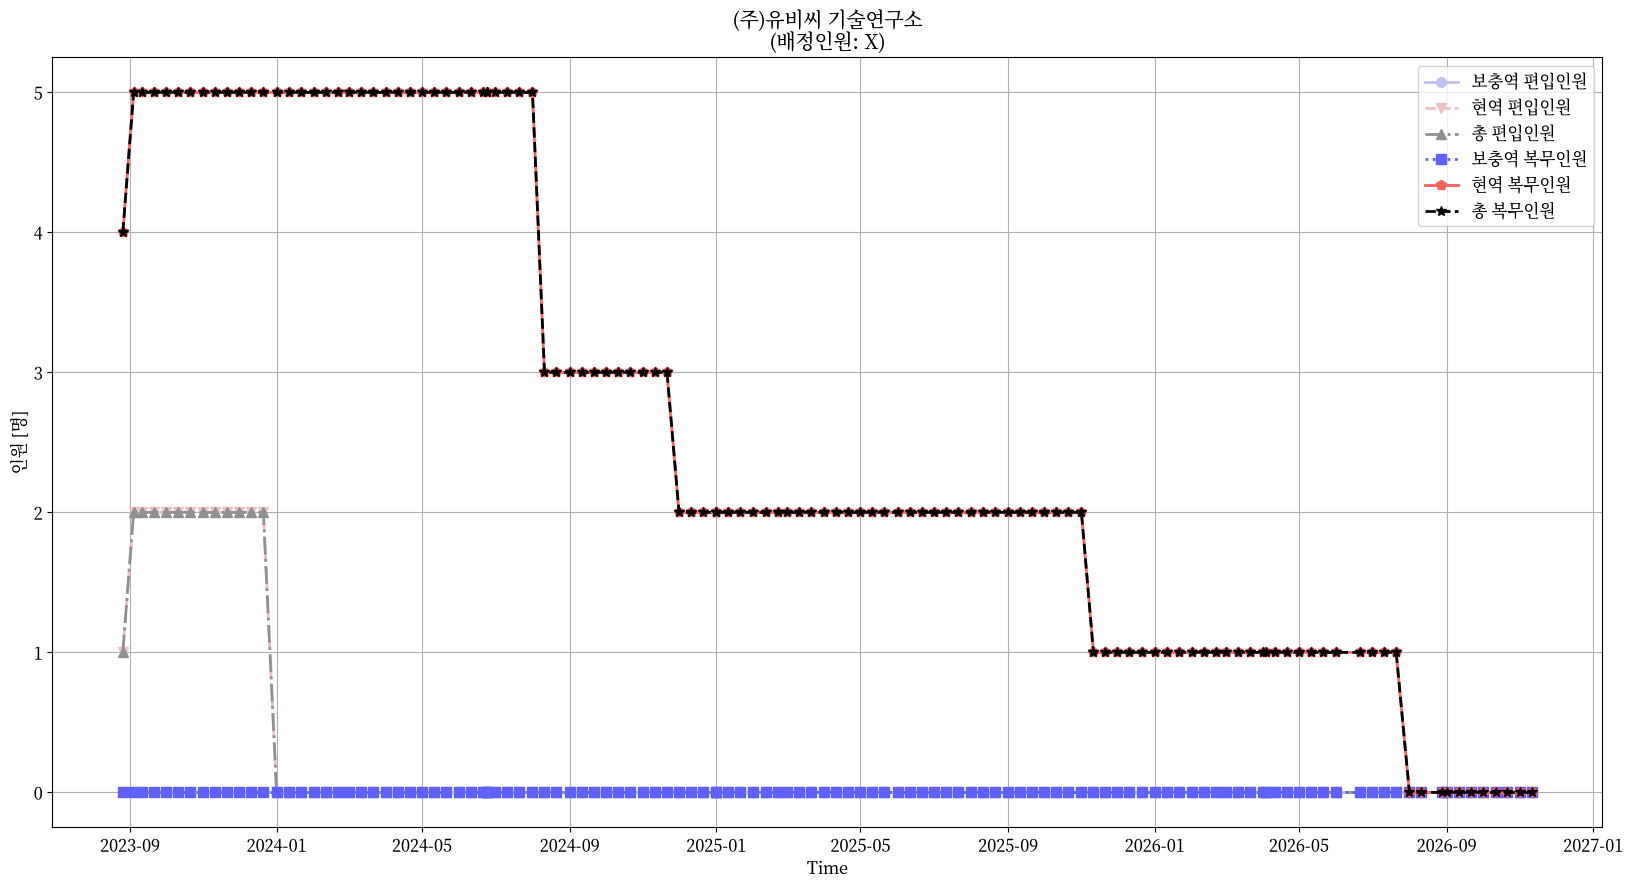 (주)유비씨 기술연구소
(배정인원: X)
보충역 편입인원
현역 편입인원
총 편입인원
보충역 복무인원
현역 복무인원
총 복무인원
인원 [명]
5
4
3
2
1
0
2023-09 2024-01 2024-05 2024-09 2025-01 2025-05 2025-09 2026-01 2026-05 2026-09 2027-01
Time